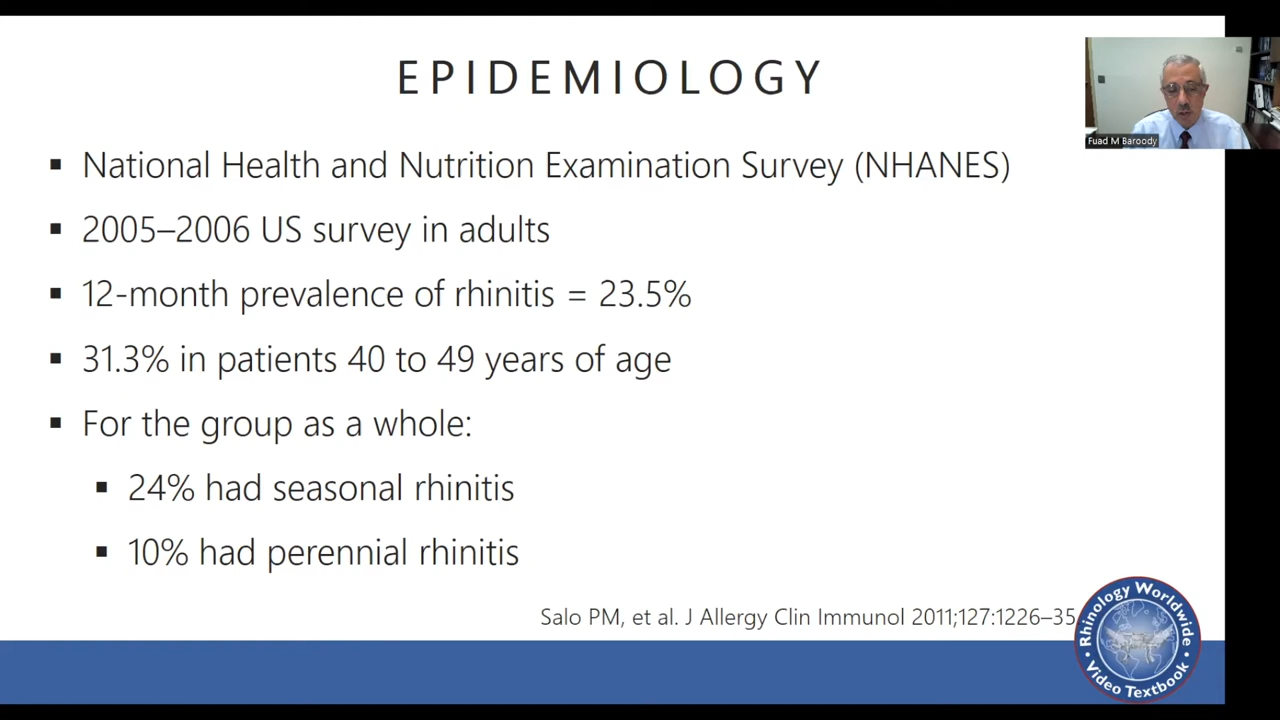 EPIDEMIOLOGY
Fuad M Baroody
▪ National Health and Nutrition Examination Survey (NHANES)
▪ 2005–2006 US survey in adults
▪ 12-month prevalence of rhinitis = 23.5%
▪ 31.3% in patients 40 to 49 years of age
▪ For the group as a whole:
▪ 24% had seasonal rhinitis
▪ 10% had perennial rhinitis
Salo PM, et al. J Allergy Clin Immunol 2011;127:1226–35
Rhinology Worldwide
Video Textbook